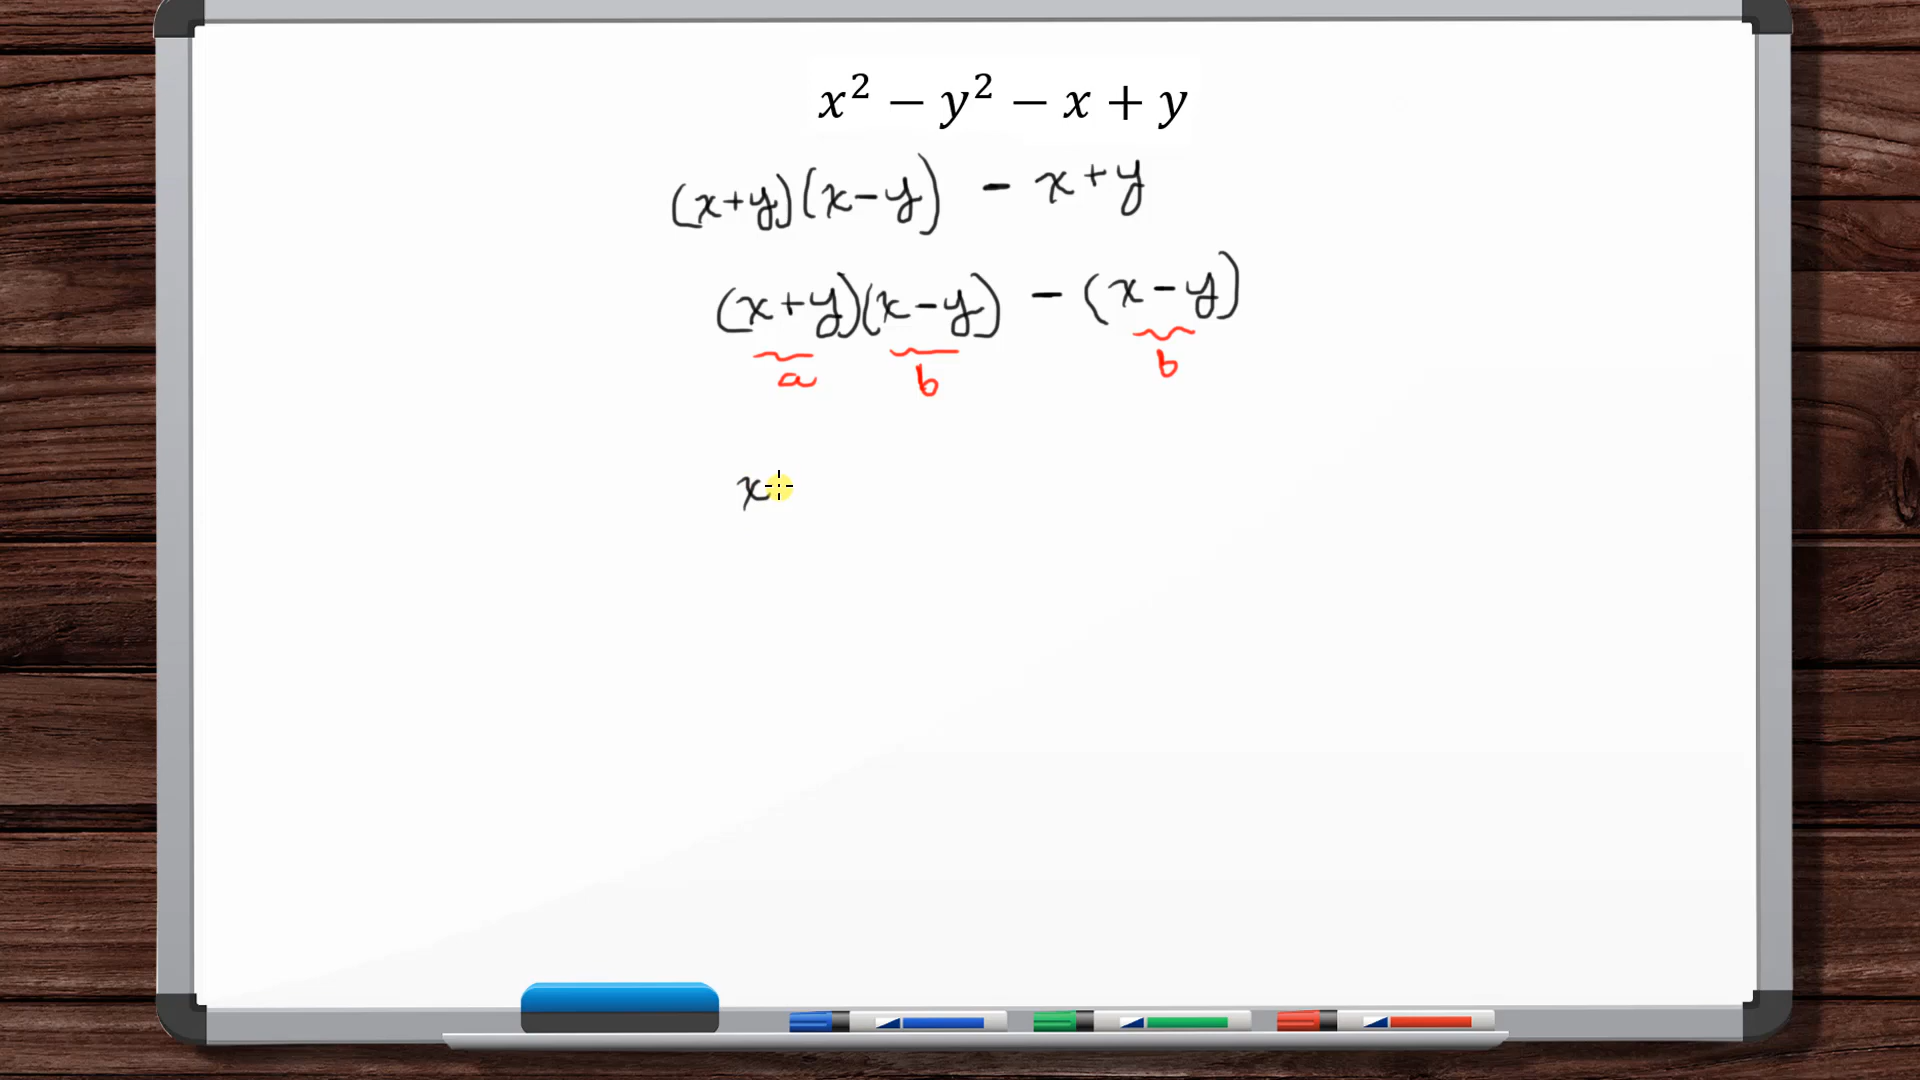 x² − y² − x + y
(x+y)(x−y) − x+y
(x+y)(x−y) − (x−y)
a b b
x